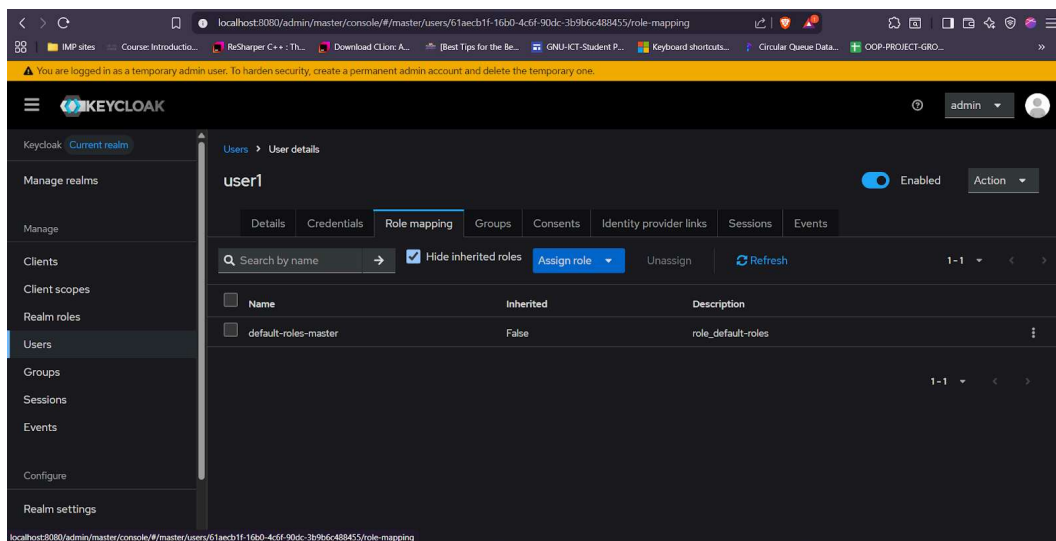 localhost:8080/admin/master/console/#/master/users/61aecb1f-16b0-4c6f-90dc-3b9b6c488455/role-mapping
IMP sites
Course: Introductio...
ReSharper C++ : Th...
Download CLion: A...
[Best Tips for the Be...
GNU-ICT-Student P...
Keyboard shortcuts...
Circular Queue Data...
OOP-PROJECT-GRO...
»
You are logged in as a temporary admin user. To harden security, create a permanent admin account and delete the temporary one.
KEYCLOAK
admin
Keycloak Current realm
Manage realms
Manage
Clients
Client scopes
Realm roles
Users
Groups
Sessions
Events
Configure
Realm settings
Users > User details
user1
Enabled
Action
Details Credentials Role mapping Groups Consents Identity provider links Sessions Events
Search by name
Hide inherited roles
Assign role
Unassign
Refresh
1-1
Name Inherited Description
default-roles-master False role_default-roles
1-1
localhost:8080/admin/master/console/#/master/users/61aecb1f-16b0-4c6f-90dc-3b9b6c488455/role-mapping